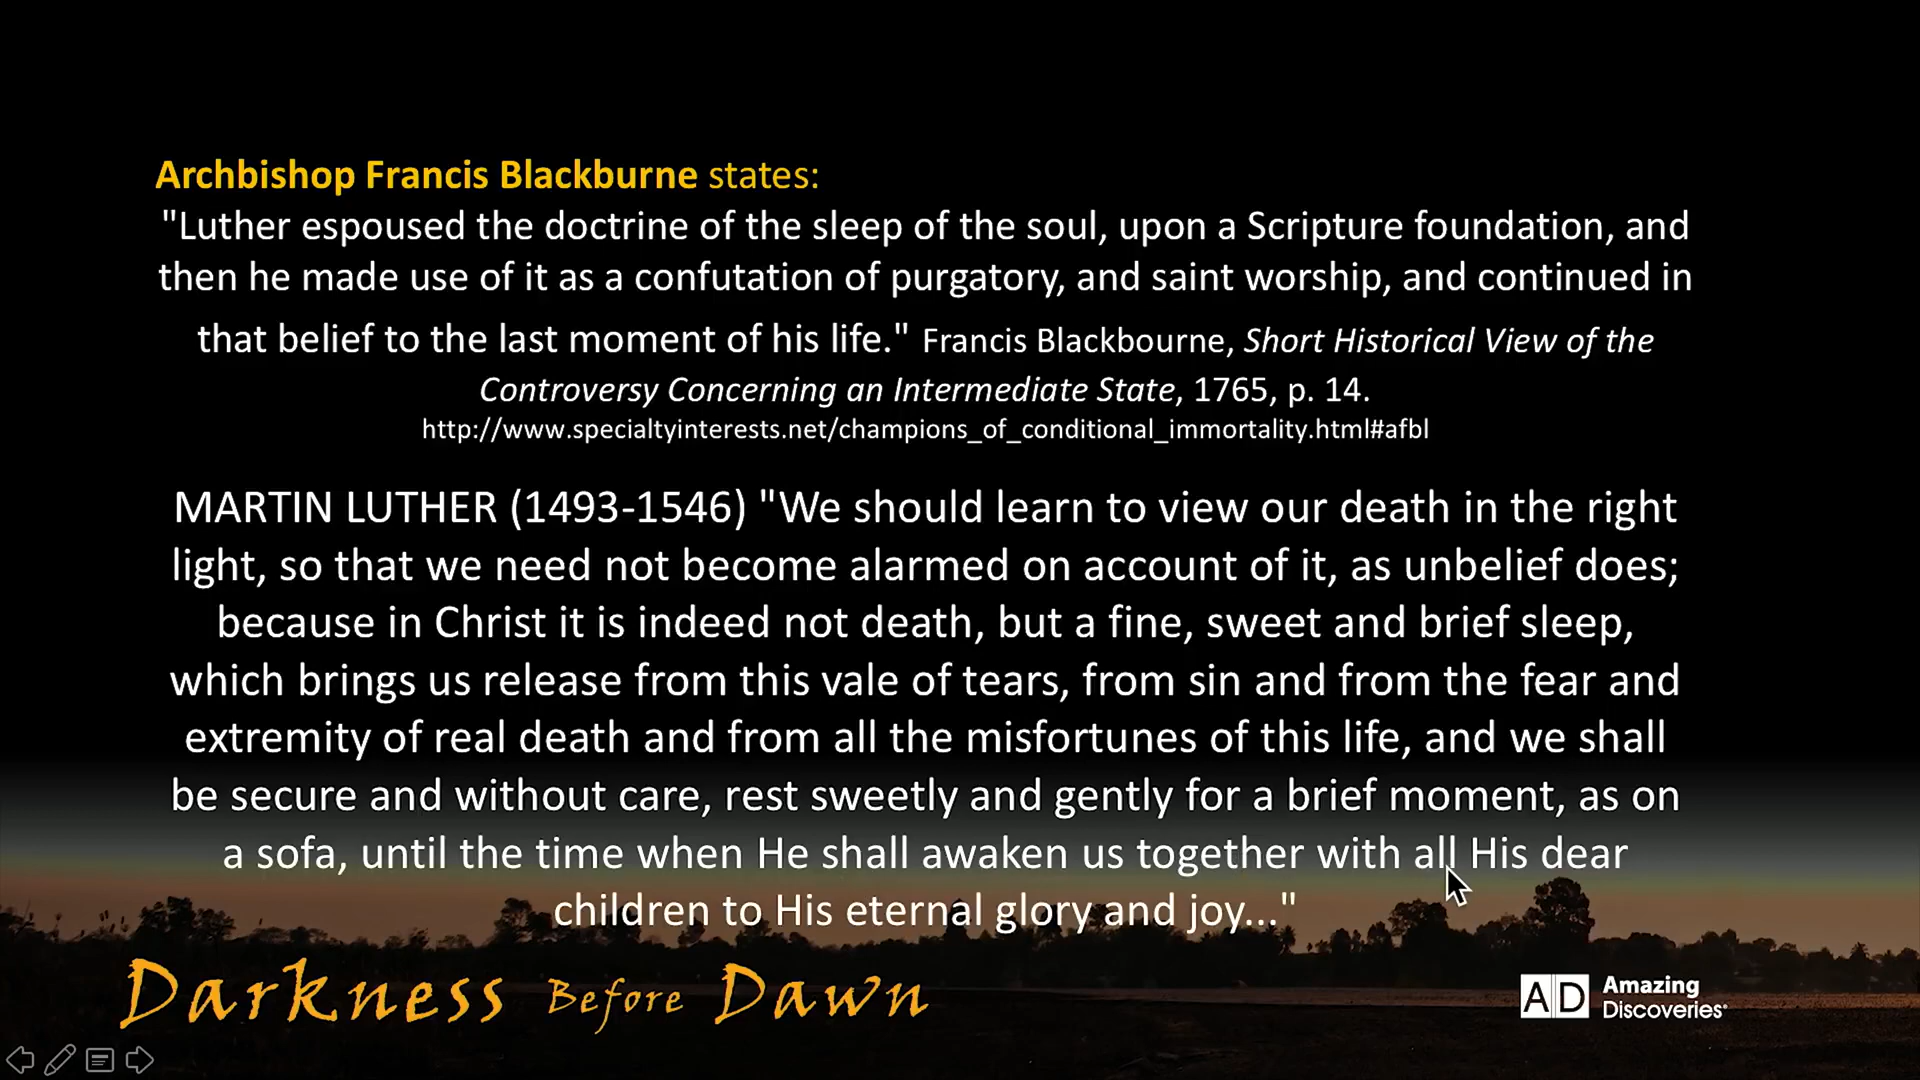 Archbishop Francis Blackburne states:
"Luther espoused the doctrine of the sleep of the soul, upon a Scripture foundation, and
then he made use of it as a confutation of purgatory, and saint worship, and continued in
that belief to the last moment of his life." Francis Blackbourne, Short Historical View of the
Controversy Concerning an Intermediate State, 1765, p. 14.
http://www.specialtyinterests.net/champions_of_conditional_immortality.html#afbl
MARTIN LUTHER (1493-1546) "We should learn to view our death in the right
light, so that we need not become alarmed on account of it, as unbelief does;
because in Christ it is indeed not death, but a fine, sweet and brief sleep,
which brings us release from this vale of tears, from sin and from the fear and
extremity of real death and from all the misfortunes of this life, and we shall
be secure and without care, rest sweetly and gently for a brief moment, as on
a sofa, until the time when He shall awaken us together with all His dear
children to His eternal glory and joy..."
Darkness Before Dawn
AD Amazing
Discoveries®